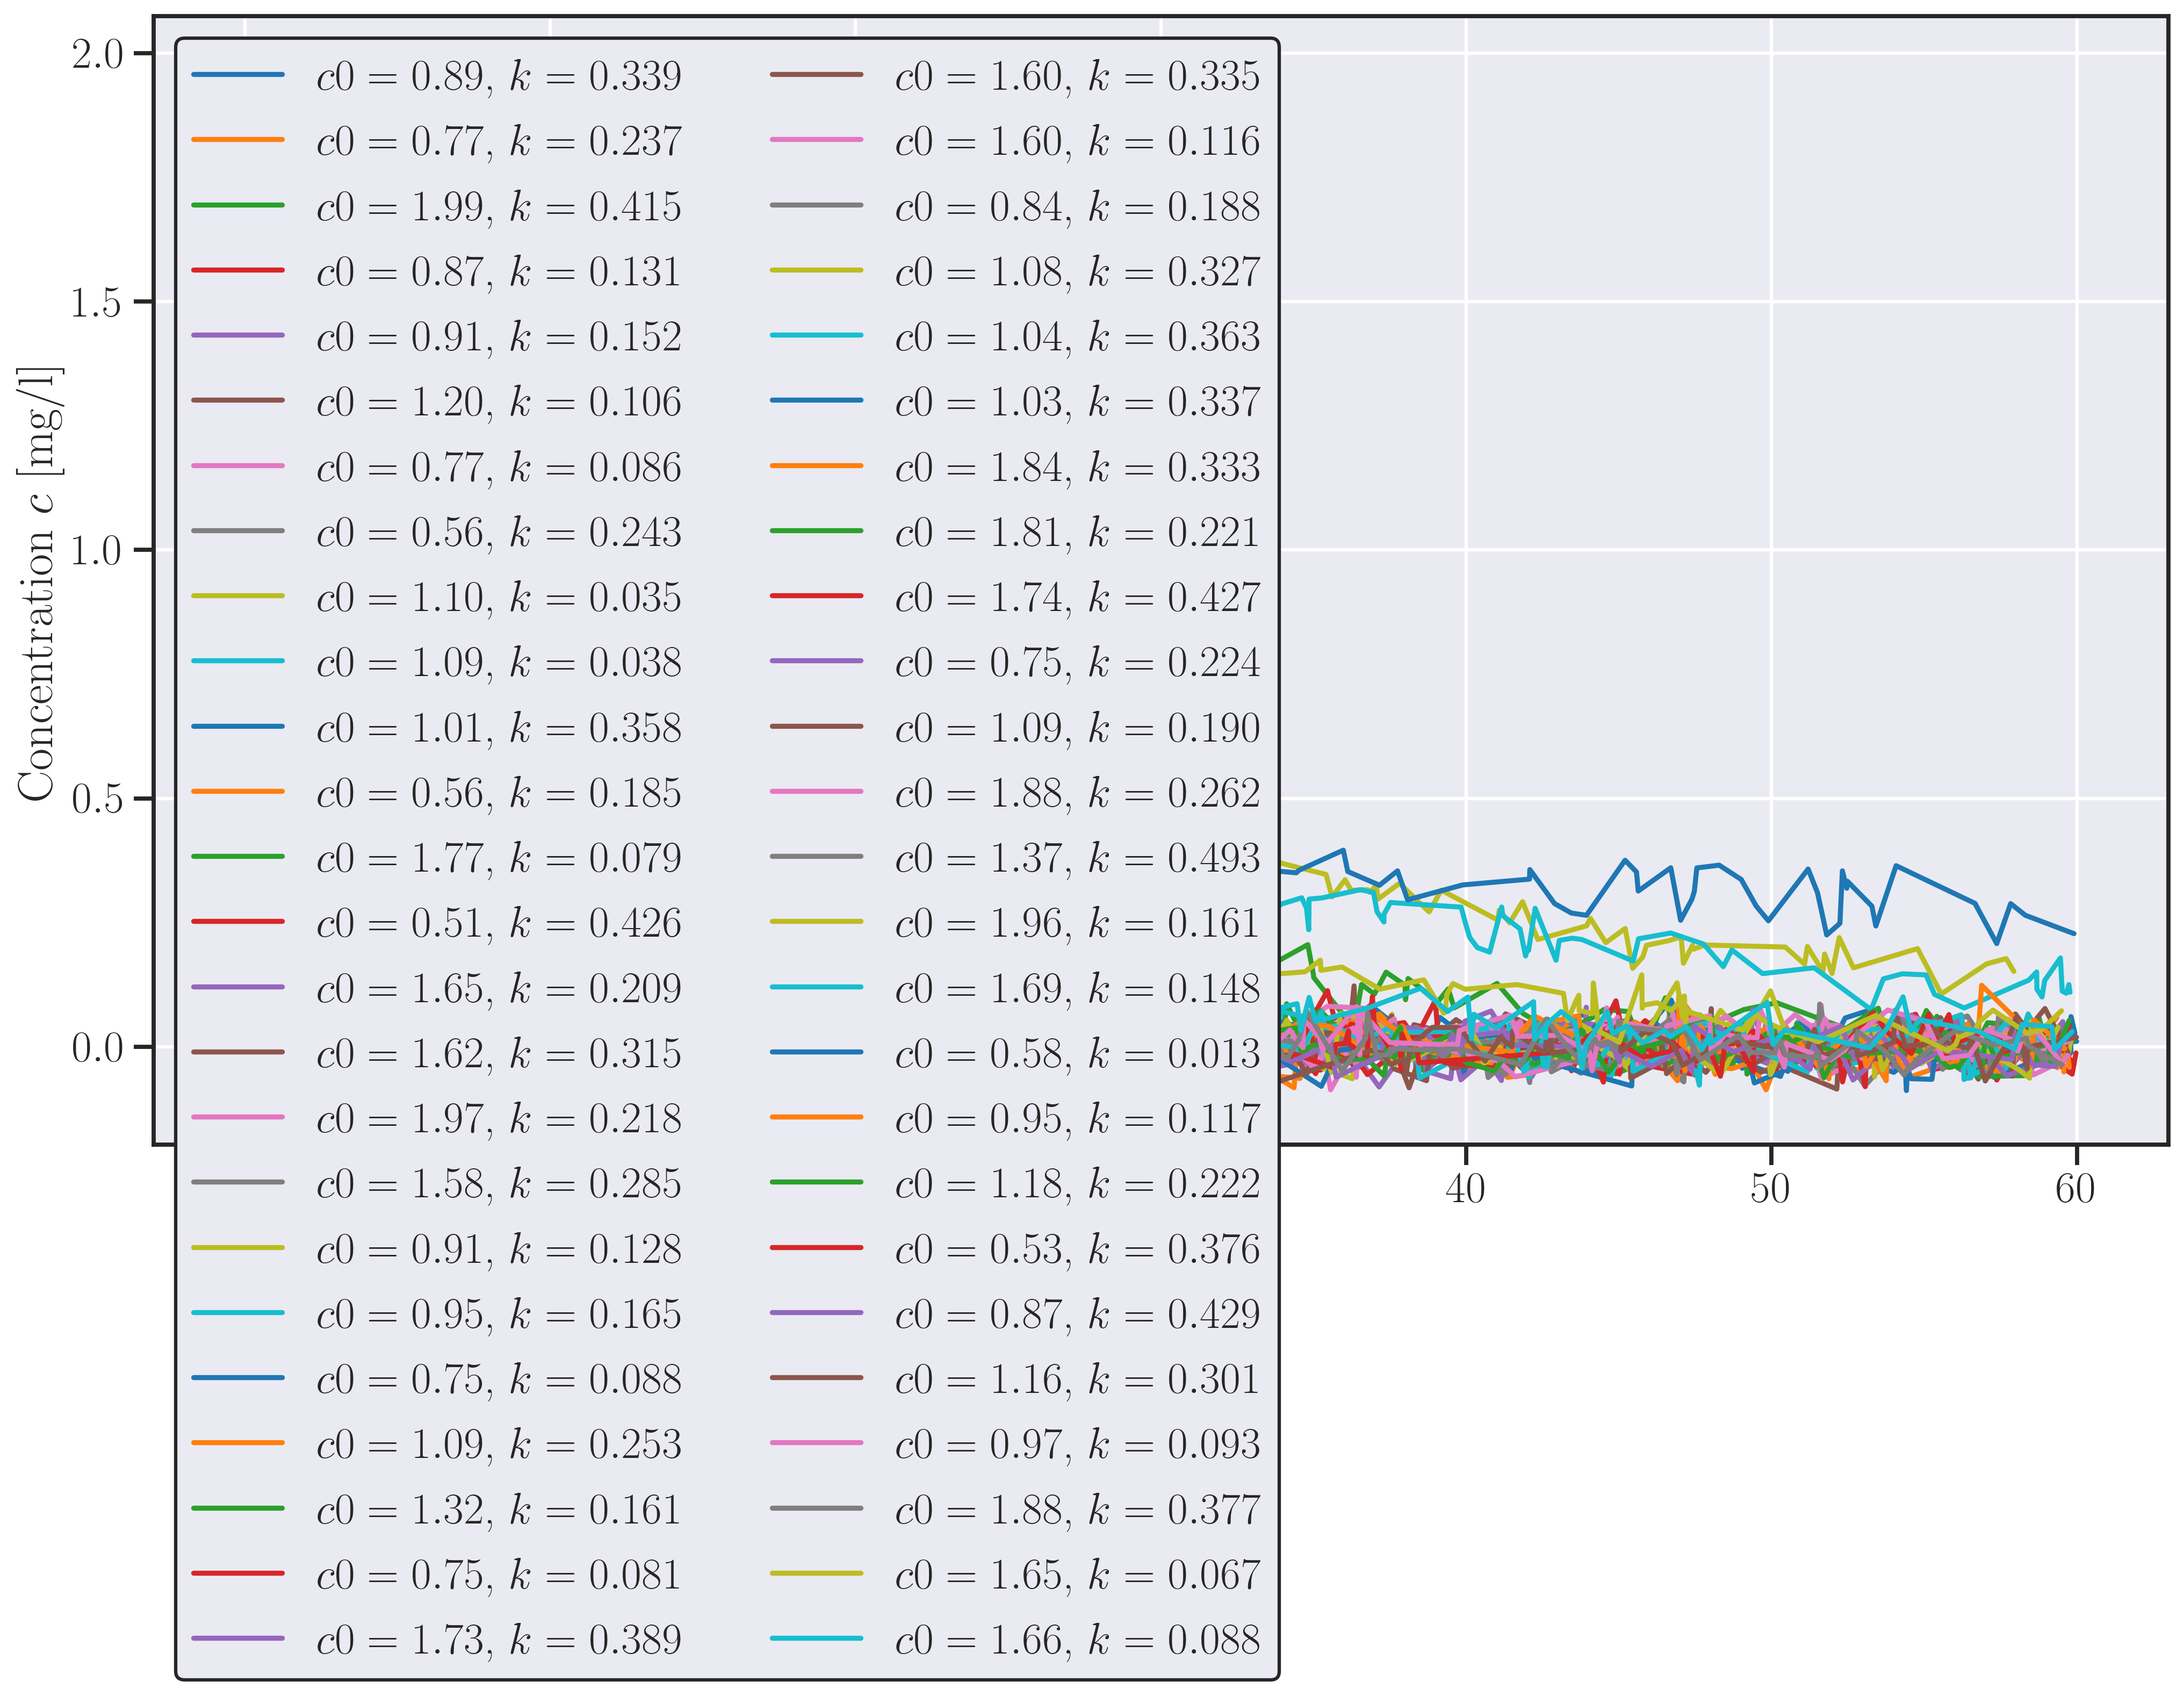 Concentration c [mg/l]
2.0
1.5
1.0
0.5
0.0
c0 = 0.89, k = 0.339
c0 = 0.77, k = 0.237
c0 = 1.99, k = 0.415
c0 = 0.87, k = 0.131
c0 = 0.91, k = 0.152
c0 = 1.20, k = 0.106
c0 = 0.77, k = 0.086
c0 = 0.56, k = 0.243
c0 = 1.10, k = 0.035
c0 = 1.09, k = 0.038
c0 = 1.01, k = 0.358
c0 = 0.56, k = 0.185
c0 = 1.77, k = 0.079
c0 = 0.51, k = 0.426
c0 = 1.65, k = 0.209
c0 = 1.62, k = 0.315
c0 = 1.97, k = 0.218
c0 = 1.58, k = 0.285
c0 = 0.91, k = 0.128
c0 = 0.95, k = 0.165
c0 = 0.75, k = 0.088
c0 = 1.09, k = 0.253
c0 = 1.32, k = 0.161
c0 = 0.75, k = 0.081
c0 = 1.73, k = 0.389
c0 = 1.60, k = 0.335
c0 = 1.60, k = 0.116
c0 = 0.84, k = 0.188
c0 = 1.08, k = 0.327
c0 = 1.04, k = 0.363
c0 = 1.03, k = 0.337
c0 = 1.84, k = 0.333
c0 = 1.81, k = 0.221
c0 = 1.74, k = 0.427
c0 = 0.75, k = 0.224
c0 = 1.09, k = 0.190
c0 = 1.88, k = 0.262
c0 = 1.37, k = 0.493
c0 = 1.96, k = 0.161
c0 = 1.69, k = 0.148
c0 = 0.58, k = 0.013
c0 = 0.95, k = 0.117
c0 = 1.18, k = 0.222
c0 = 0.53, k = 0.376
c0 = 0.87, k = 0.429
c0 = 1.16, k = 0.301
c0 = 0.97, k = 0.093
c0 = 1.88, k = 0.377
c0 = 1.65, k = 0.067
c0 = 1.66, k = 0.088
40
50
60